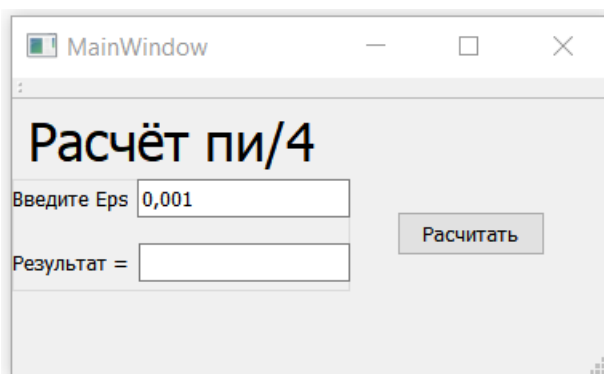 MainWindow
Расчёт пи/4
Введите Eps 0,001
Расчитать
Результат =